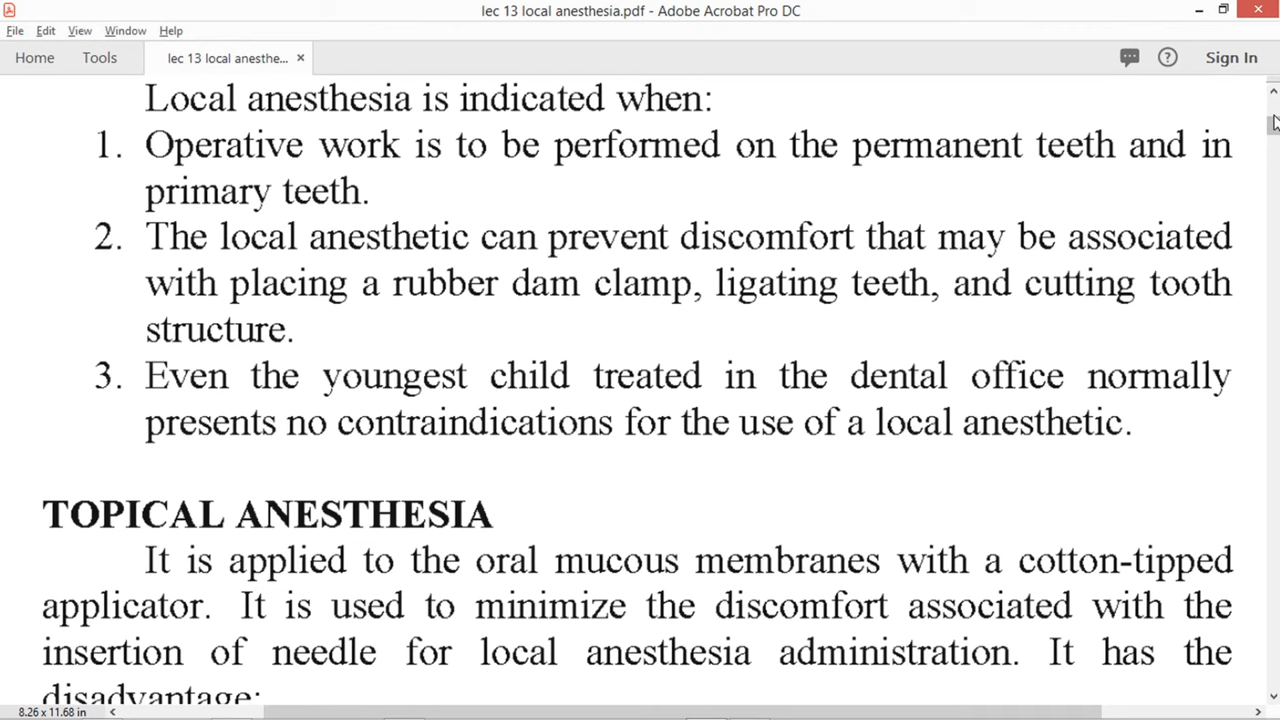 lec 13 local anesthesia.pdf - Adobe Acrobat Pro DC
File Edit View Window Help
Home Tools lec 13 local anesthe... × Sign In
Local anesthesia is indicated when:
1. Operative work is to be performed on the permanent teeth and in
primary teeth.
2. The local anesthetic can prevent discomfort that may be associated
with placing a rubber dam clamp, ligating teeth, and cutting tooth
structure.
3. Even the youngest child treated in the dental office normally
presents no contraindications for the use of a local anesthetic.
TOPICAL ANESTHESIA
It is applied to the oral mucous membranes with a cotton-tipped
applicator. It is used to minimize the discomfort associated with the
insertion of needle for local anesthesia administration. It has the
disadvantage:
8.26 x 11.68 in